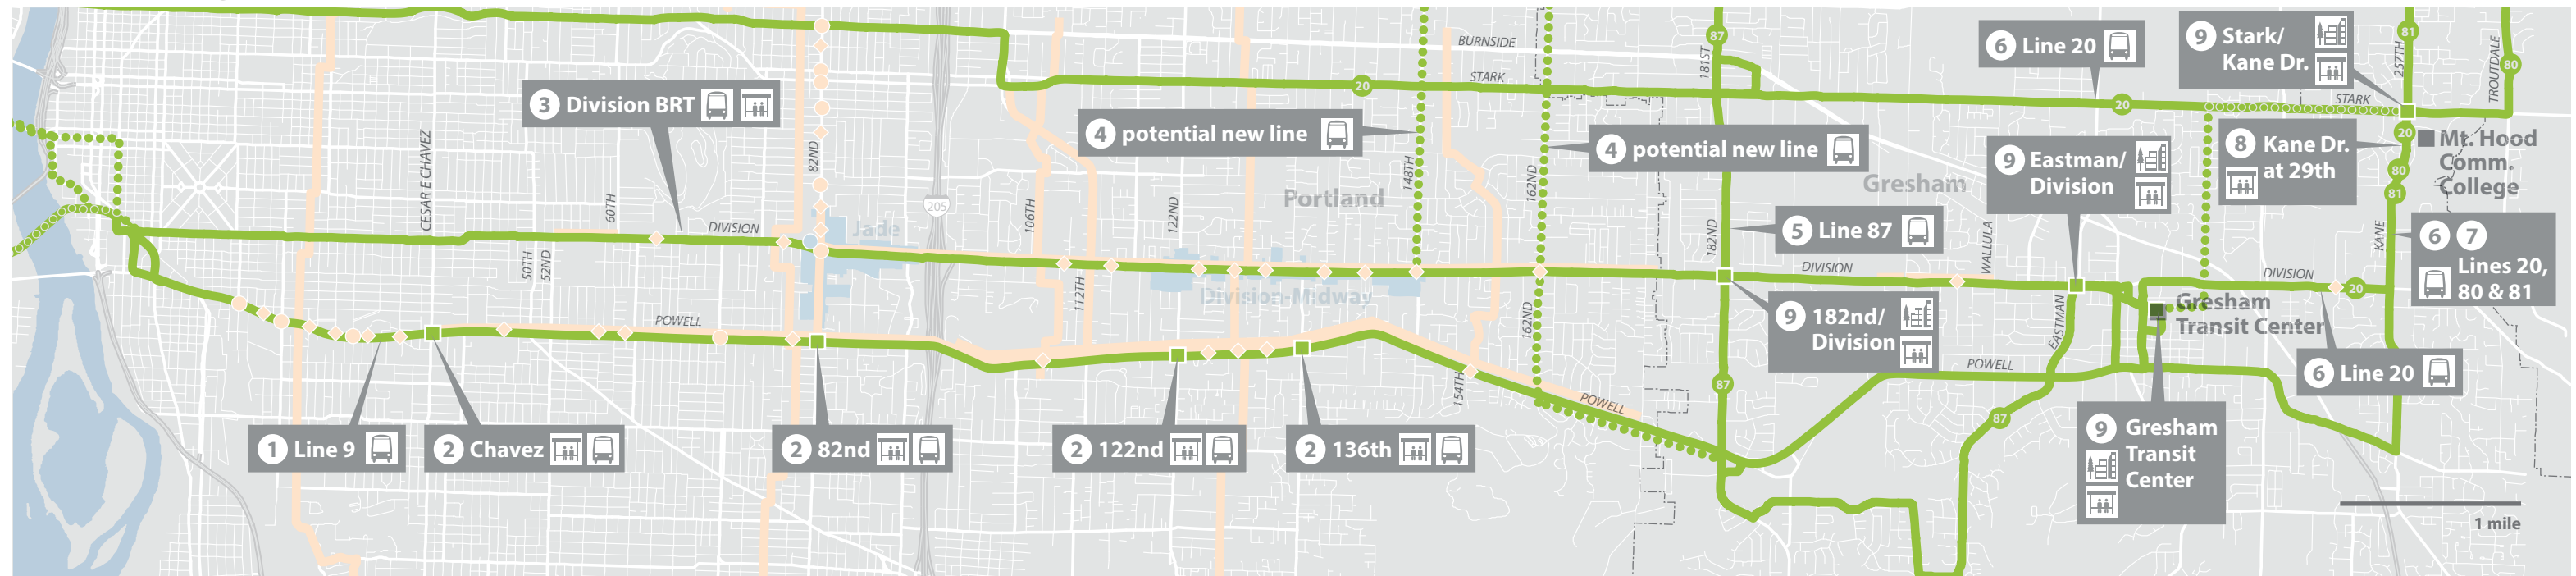 BURNSIDE
STARK
20
87
181ST
6 Line 20
9 Stark/
Kane Dr.
257TH
81
TROUTDALE
80
20
STARK
3 Division BRT
4 potential new line
4 potential new line
9 Eastman/
Division
8 Kane Dr.
at 29th
20
80
81
Mt. Hood
Comm.
College
CESAR E CHAVEZ
60TH
82ND
205
Jade
106TH
122ND
Portland
148TH
162ND
Gresham
182ND
5 Line 87
WALLULA
KANE
6 7
Lines 20,
80 & 81
DIVISION
50TH
52ND
112TH
Division-Midway
162ND
DIVISION
DIVISION
20
EASTMAN
Gresham
Transit Center
POWELL
154TH
POWELL
9 182nd/
Division
POWELL
87
87
6 Line 20
1 Line 9
2 Chavez
2 82nd
2 122nd
2 136th
9 Gresham
Transit
Center
1 mile